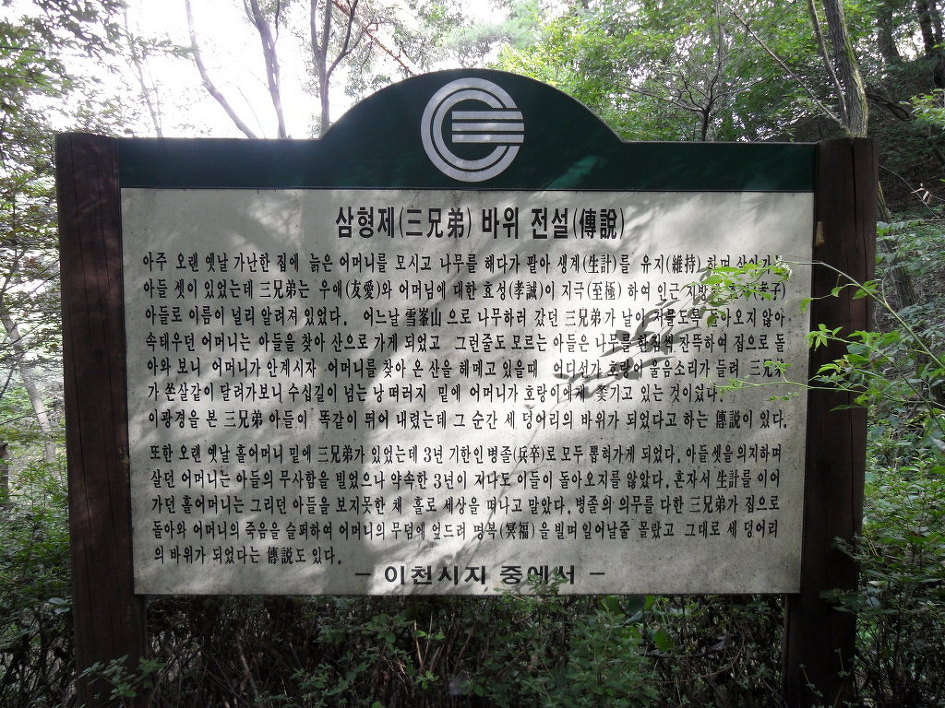 삼형제(三兄弟) 바위 전설(傳說)
아주 오랜 옛날 가난한 집에 늙은 어머니를 모시고 나무를 해다가 팔아 생계(生計)를 유지(維持)하며
아들 셋이 있었는데 三兄弟는 우애(友愛)와 어머님에 대한 효성(孝誠)이 지극(至極) 하여 인근
아들로 이름이 널리 알려져 있었다. 어느날 雪峯山 으로 나무하러 갔던 三兄弟가 날이 저물도록 돌아오지 않아
속태우던 어머니는 아들을 찾아 산으로 가게 되었고 그런줄도 모르는 아들은 나무를 잔뜩하여 집으로 돌
아와 보니 어머니가 안계시자 어머니를 찾아 온 산을 헤메고 있을때 어디선가 호랑이 울음소리가 들려 三兄弟
가 쏜살같이 달려가보니 수십길이 넘는 낭 떠러지 밑에 어머니가 호랑이에게 쫓기고 있는 것이였다.
이광경을 본 三兄弟 아들이 똑같이 뛰어 내렸는데 그 순간 세 덩어리의 바위가 되었다고 하는 傳說이 있다.
또한 오랜 옛날 홀어머니 밑에 三兄弟가 있었는데 3년 기한인 병졸(兵卒)로 모두 뽑혀가게 되었다. 아들셋을 의지하며
살던 어머니는 아들의 무사함을 빌었으나 약속한 3년이 지나도 이들이 돌아오지를 않았다. 혼자서 生計를 이어
가던 홀어머니는 그리던 아들을 보지못한 채 홀로 세상을 떠나고 말았다. 병졸의 의무를 다한 三兄弟가 집으로
돌아와 어머니의 죽음을 슬퍼하여 어머니의 무덤에 엎드려 명복(冥福)을 빌며 일어날줄 몰랐고 그대로 세 덩어리
의 바위가 되었다는 傳說도 있다.
– 이천시지 중에서 –